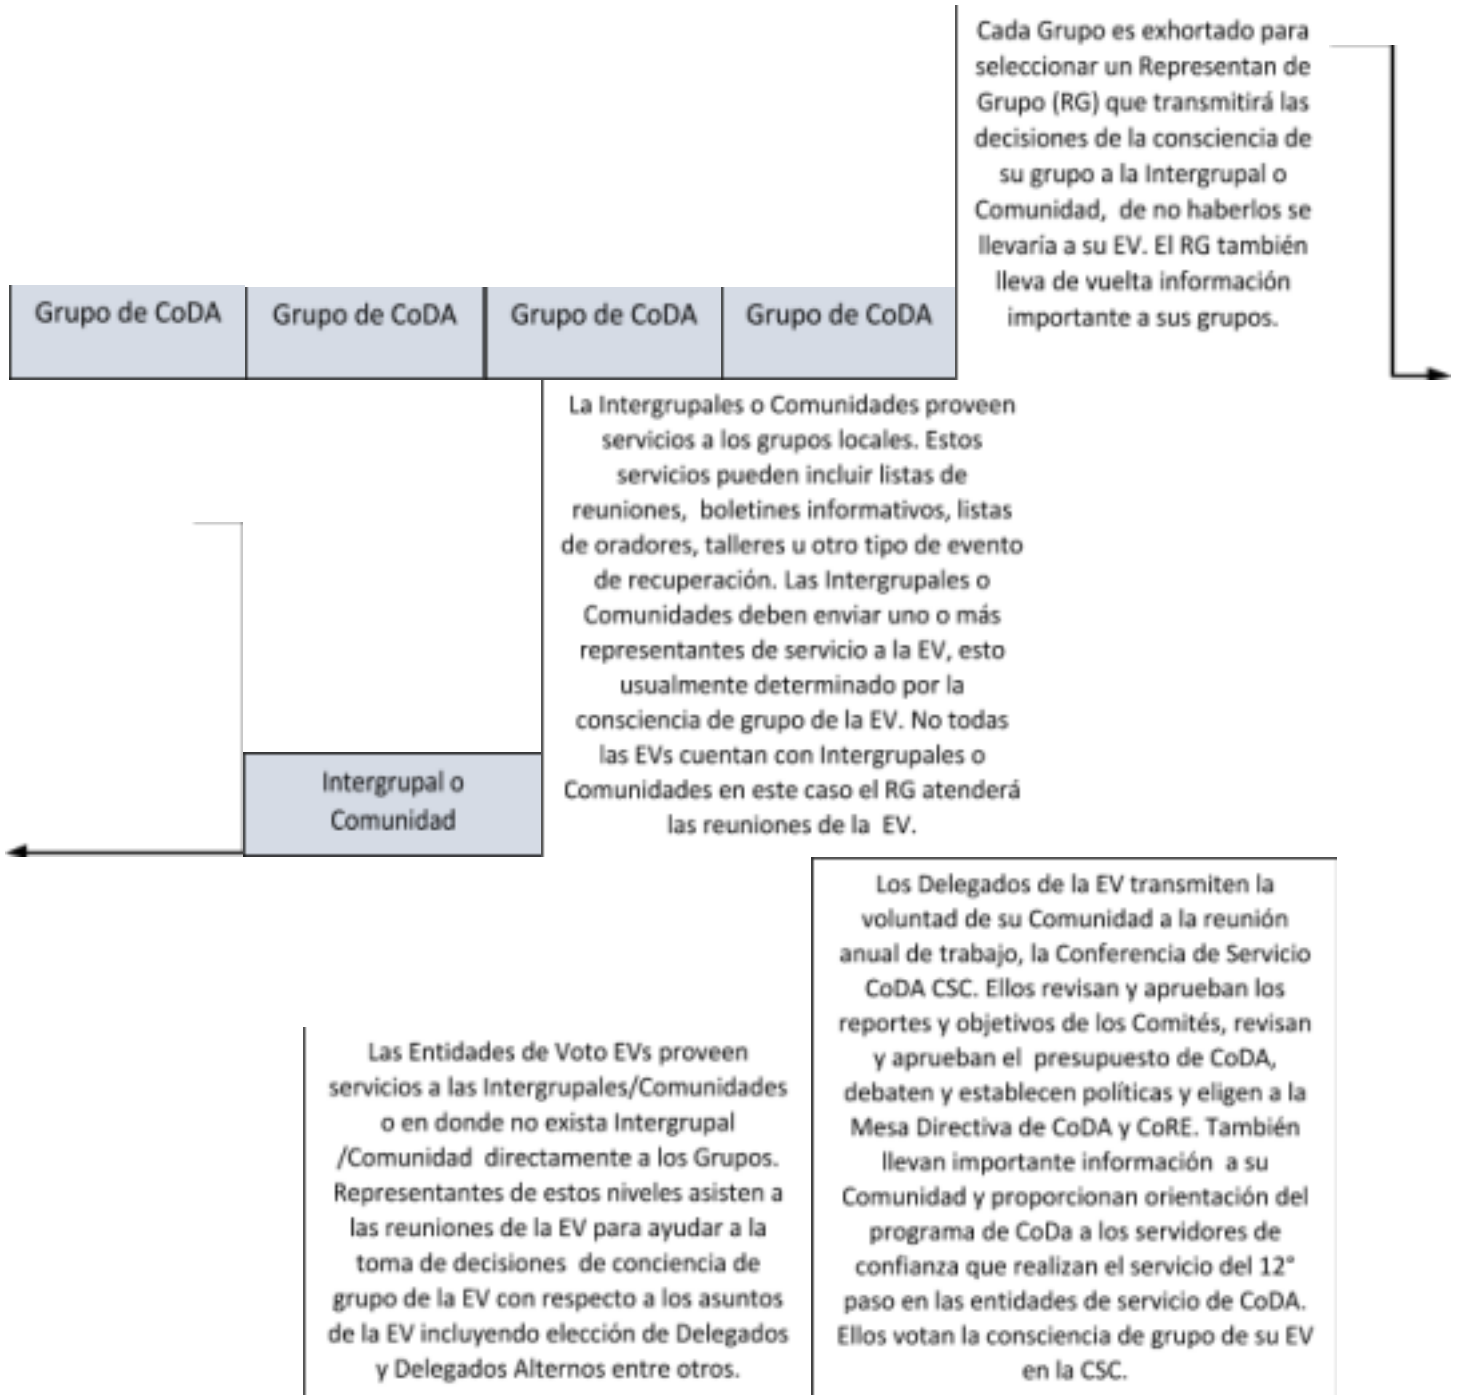 Cada Grupo es exhortado para
seleccionar un Representan de
Grupo (RG) que transmitirá las
decisiones de la consciencia de
su grupo a la Intergrupal o
Comunidad, de no haberlos se
llevaría a su EV. El RG también
lleva de vuelta información
importante a sus grupos.
Grupo de CoDA
Grupo de CoDA
Grupo de CoDA
Grupo de CoDA
La Intergrupales o Comunidades proveen
servicios a los grupos locales. Estos
servicios pueden incluir listas de
reuniones, boletines informativos, listas
de oradores, talleres u otro tipo de evento
de recuperación. Las Intergrupales o
Comunidades deben enviar uno o más
representantes de servicio a la EV, esto
usualmente determinado por la
consciencia de grupo de la EV. No todas
las EVs cuentan con Intergrupales o
Comunidades en este caso el RG atenderá
las reuniones de la EV.
Intergrupal o
Comunidad
Las Entidades de Voto EVs proveen
servicios a las Intergrupales/Comunidades
o en donde no exista Intergrupal
/Comunidad directamente a los Grupos.
Representantes de estos niveles asisten a
las reuniones de la EV para ayudar a la
toma de decisiones de conciencia de
grupo de la EV con respecto a los asuntos
de la EV incluyendo elección de Delegados
y Delegados Alternos entre otros.
Los Delegados de la EV transmiten la
voluntad de su Comunidad a la reunión
anual de trabajo, la Conferencia de Servicio
CoDA CSC. Ellos revisan y aprueban los
reportes y objetivos de los Comités, revisan
y aprueban el presupuesto de CoDA,
debaten y establecen políticas y eligen a la
Mesa Directiva de CoDA y CoRE. También
llevan importante información a su
Comunidad y proporcionan orientación del
programa de CoDa a los servidores de
confianza que realizan el servicio del 12°
paso en las entidades de servicio de CoDA.
Ellos votan la consciencia de grupo de su EV
en la CSC.